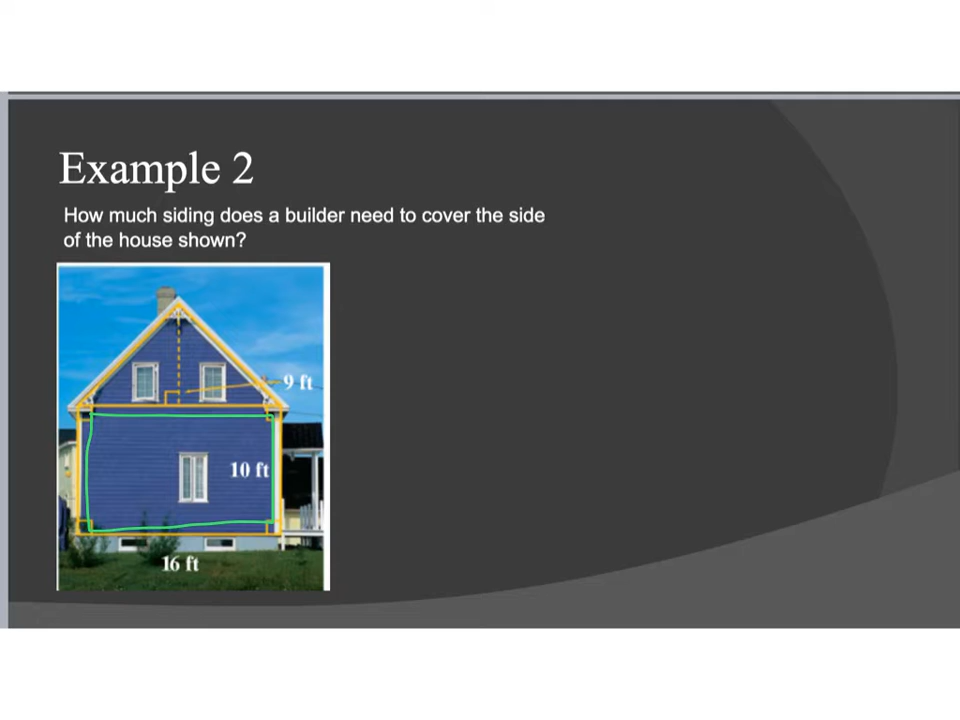 Example 2
How much siding does a builder need to cover the side
of the house shown?
9 ft
10 ft
16 ft